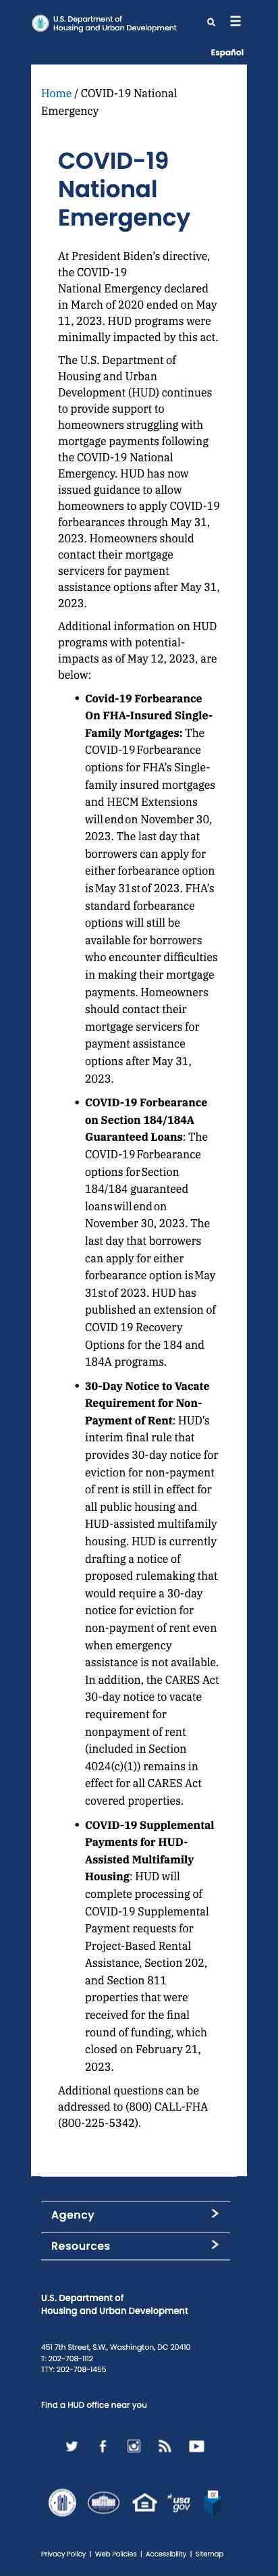 U.S. Department of
Housing and Urban Development
Español
Home / COVID-19 National
Emergency
COVID-19
National
Emergency
At President Biden's directive,
the COVID-19
National Emergency declared
in March of 2020 ended on May
11, 2023. HUD programs were
minimally impacted by this act.
The U.S. Department of
Housing and Urban
Development (HUD) continues
to provide support to
homeowners struggling with
mortgage payments following
the COVID-19 National
Emergency. HUD has now
issued guidance to allow
homeowners to apply COVID-19
forbearances through May 31,
2023. Homeowners should
contact their mortgage
servicers for payment
assistance options after May 31,
2023.
Additional information on HUD
programs with potential-
impacts as of May 12, 2023, are
below:
• Covid-19 Forbearance
On FHA-Insured Single-
Family Mortgages: The
COVID-19 Forbearance
options for FHA's Single-
family insured mortgages
and HECM Extensions
will end on November 30,
2023. The last day that
borrowers can apply for
either forbearance option
is May 31st of 2023. FHA's
standard forbearance
options will still be
available for borrowers
who encounter difficulties
in making their mortgage
payments. Homeowners
should contact their
mortgage servicers for
payment assistance
options after May 31,
2023.
• COVID-19 Forbearance
on Section 184/184A
Guaranteed Loans: The
COVID-19 Forbearance
options for Section
184/184 guaranteed
loans will end on
November 30, 2023. The
last day that borrowers
can apply for either
forbearance option is May
31st of 2023. HUD has
published an extension of
COVID 19 Recovery
Options for the 184 and
184A programs.
• 30-Day Notice to Vacate
Requirement for Non-
Payment of Rent: HUD's
interim final rule that
provides 30-day notice for
eviction for non-payment
of rent is still in effect for
all public housing and
HUD-assisted multifamily
housing. HUD is currently
drafting a notice of
proposed rulemaking that
would require a 30-day
notice for eviction for
non-payment of rent even
when emergency
assistance is not available.
In addition, the CARES Act
30-day notice to vacate
requirement for
nonpayment of rent
(included in Section
4024(c)(1)) remains in
effect for all CARES Act
covered properties.
• COVID-19 Supplemental
Payments for HUD-
Assisted Multifamily
Housing: HUD will
complete processing of
COVID-19 Supplemental
Payment requests for
Project-Based Rental
Assistance, Section 202,
and Section 811
properties that were
received for the final
round of funding, which
closed on February 21,
2023.
Additional questions can be
addressed to (800) CALL-FHA
(800-225-5342).
Agency
Resources
U.S. Department of
Housing and Urban Development
451 7th Street, S.W., Washington, DC 20410
T: 202-708-1112
TTY: 202-708-1455
Find a HUD office near you
usa
gov
Privacy Policy | Web Policies | Accessibility | Sitemap